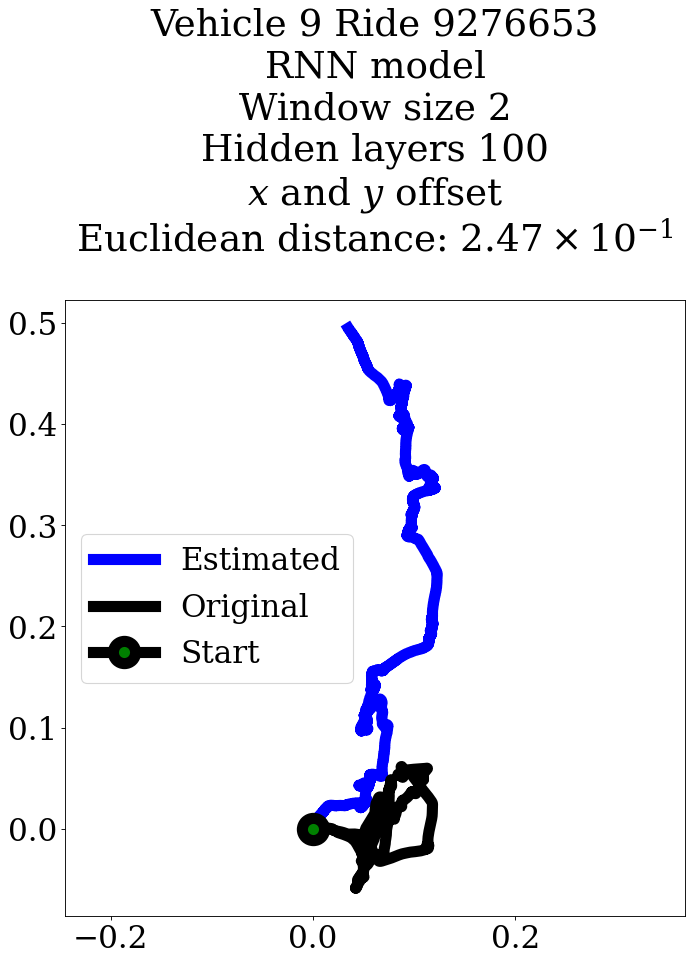 Vehicle 9 Ride 9276653
RNN model
Window size 2
Hidden layers 100
x and y offset
Euclidean distance: 2.47 × 10⁻¹
0.5
0.4
0.3
0.2
0.1
0.0
Estimated
Original
Start
−0.2
0.0
0.2